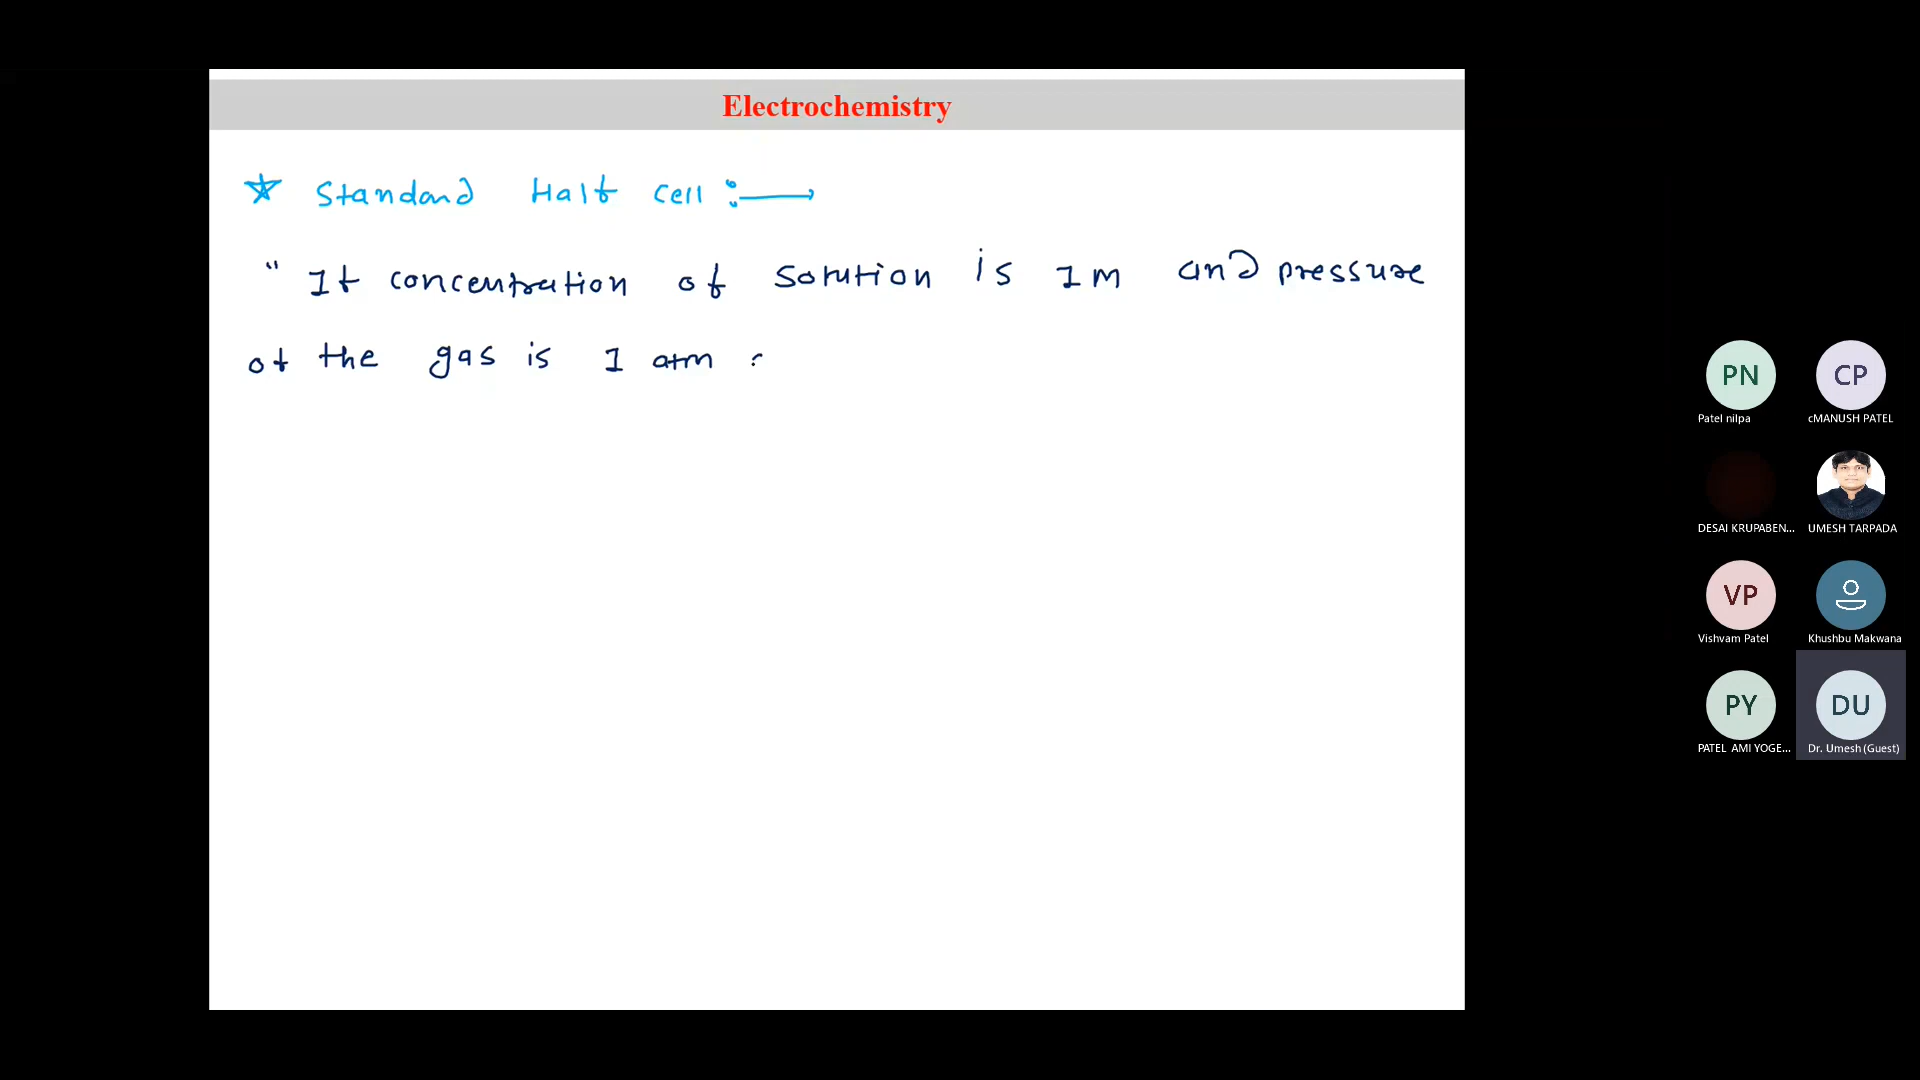 Electrochemistry
☆ Standard Half cell :→
" If concentration of solution is 1M and pressure
of the gas is 1 atm
PN
Patel nilpa
CP
cMANUSH PATEL
DESAI KRUPABEN...
UMESH TARPADA
VP
Vishvam Patel
Khushbu Makwana
PY
PATEL AMI YOGE...
DU
Dr. Umesh (Guest)